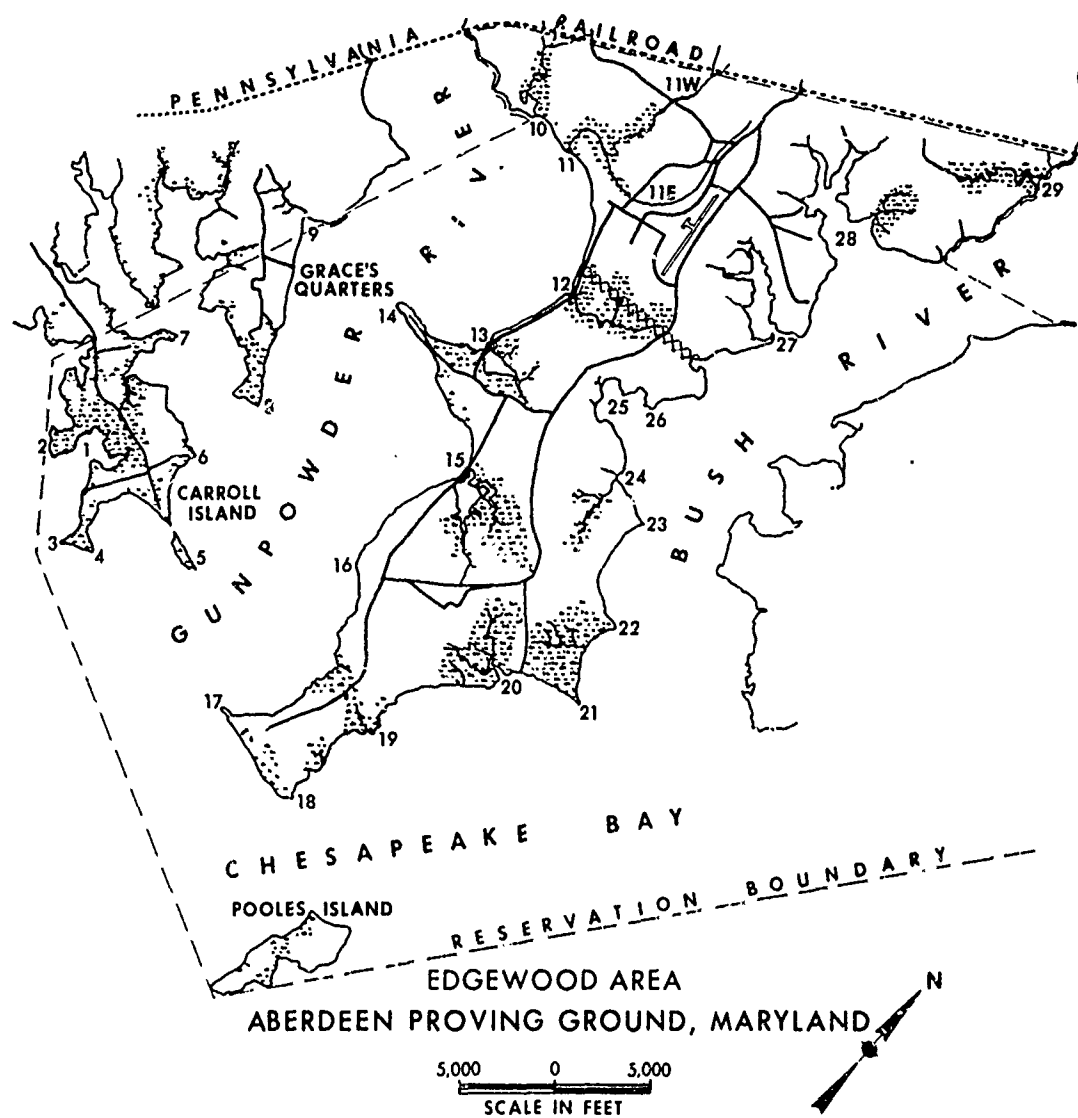 PENNSYLVANIA RAILROAD
11W
10
11
29
11E
9
28
GRACE'S
QUARTERS
GUNPOWDER RIVER
12
14
13
7
27
BUSH RIVER
8
25
26
2
1
6
15
24
CARROLL
ISLAND
23
3
4
5
16
22
20
17
21
19
18
CHESAPEAKE BAY
POOLES ISLAND
RESERVATION BOUNDARY
EDGEWOOD AREA
N
ABERDEEN PROVING GROUND, MARYLAND
5,000 0 5,000
SCALE IN FEET